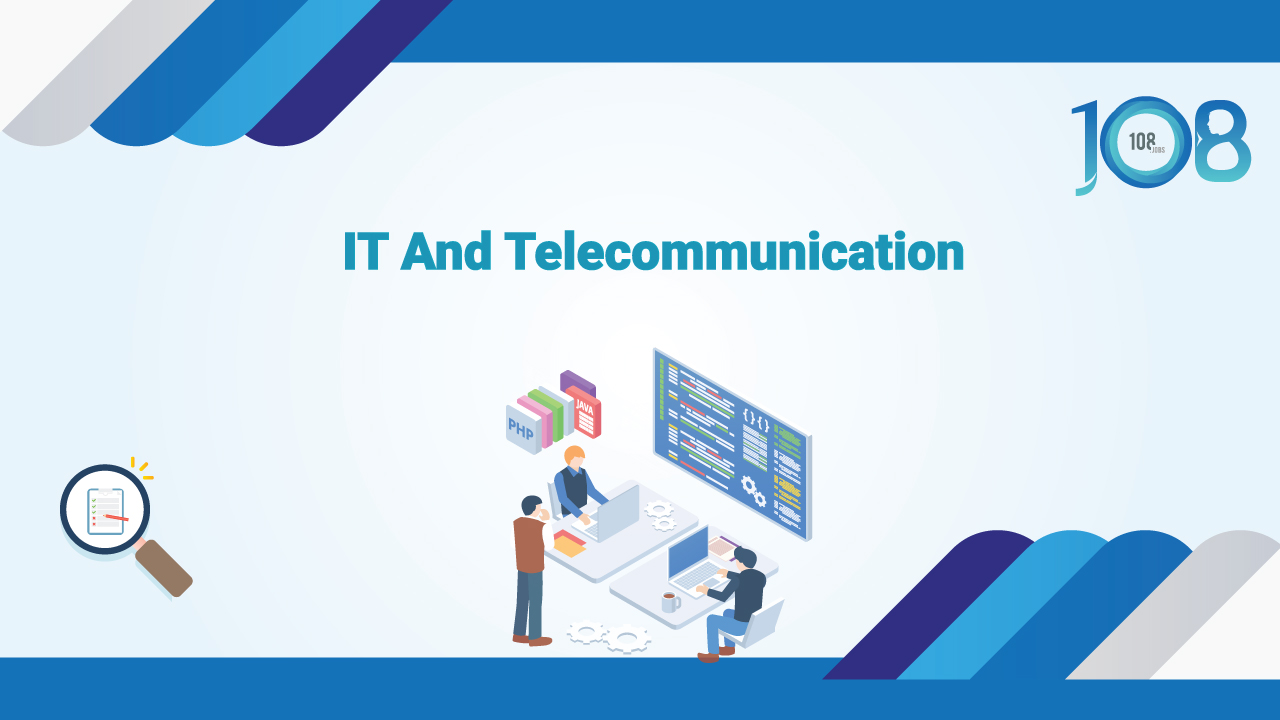 108
108
JOBS
IT And Telecommunication
JAVA
PHP
{ } { }